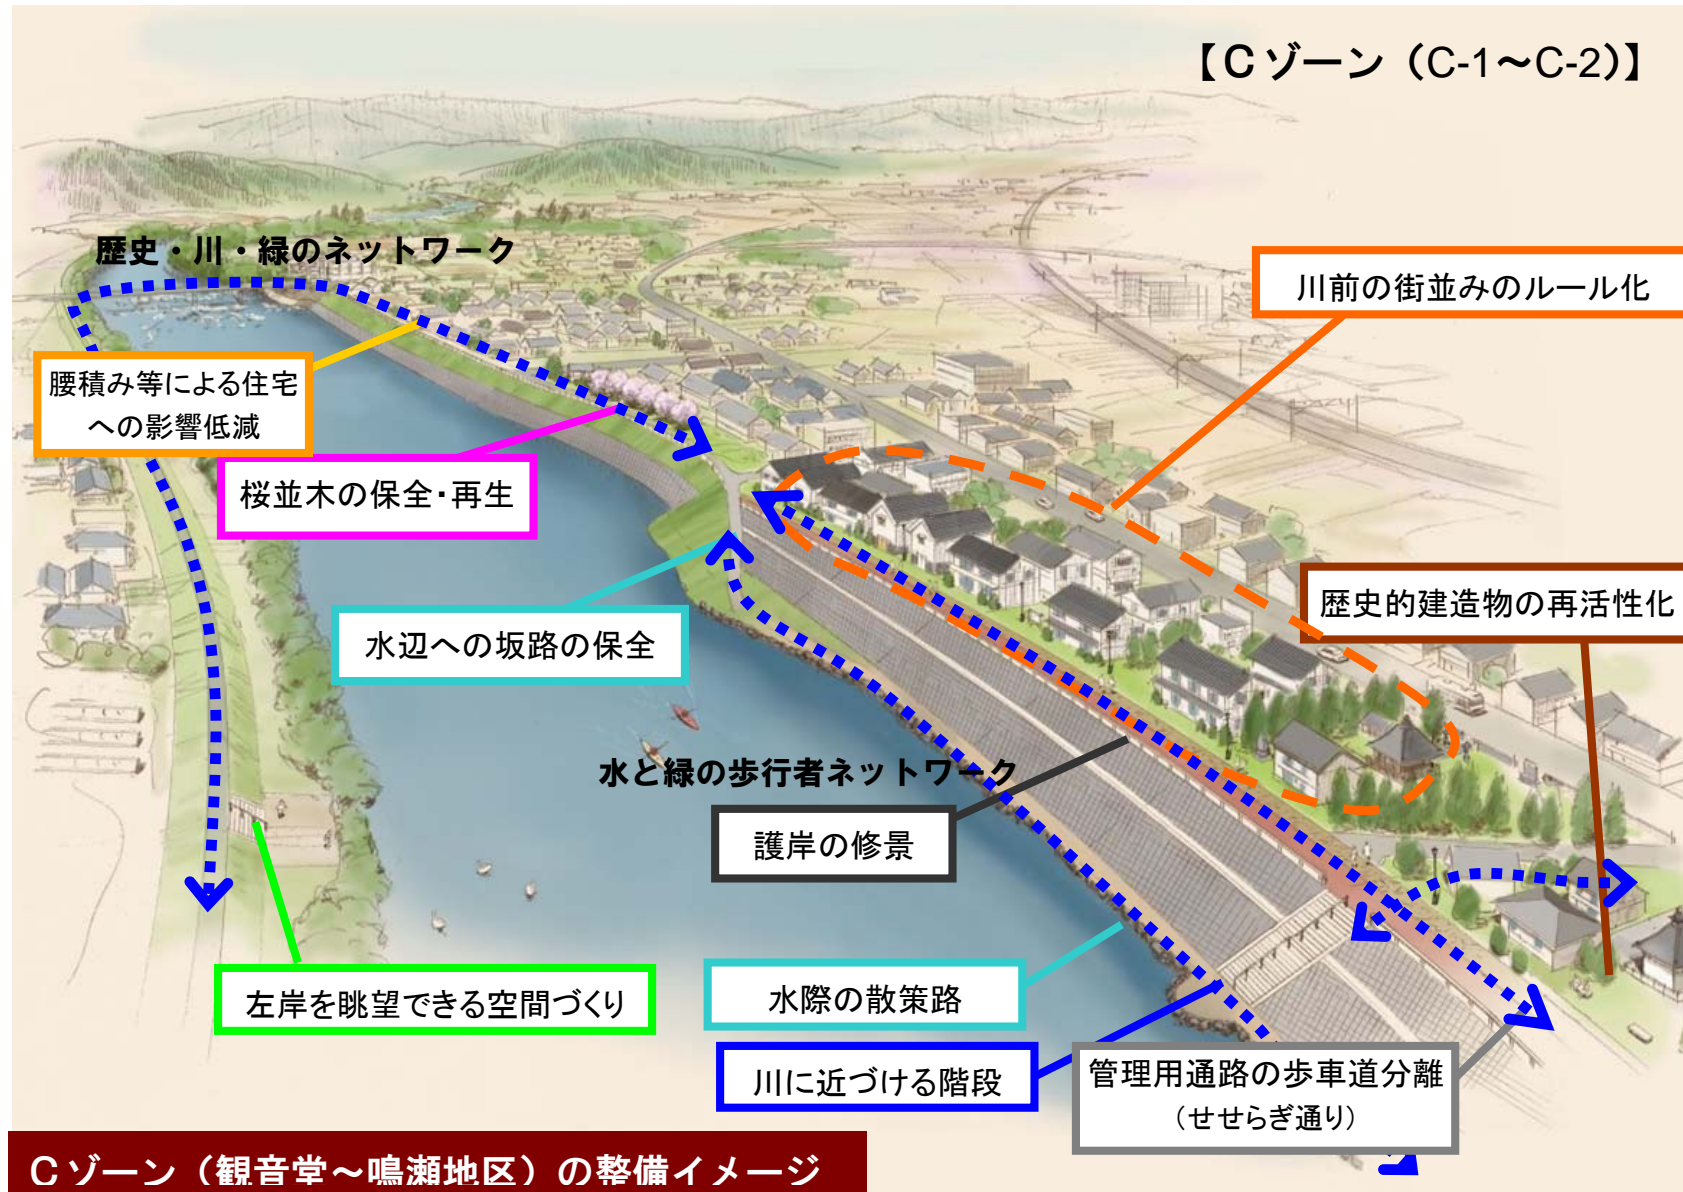 【Cゾーン（C-1～C-2）】
歴史・川・緑のネットワーク
川前の街並みのルール化
腰積み等による住宅
への影響低減
桜並木の保全・再生
歴史的建造物の再活性化
水辺への坂路の保全
水と緑の歩行者ネットワーク
護岸の修景
左岸を眺望できる空間づくり
水際の散策路
川に近づける階段
管理用通路の歩車道分離
（せせらぎ通り）
Cゾーン（観音堂～鳴瀬地区）の整備イメージ